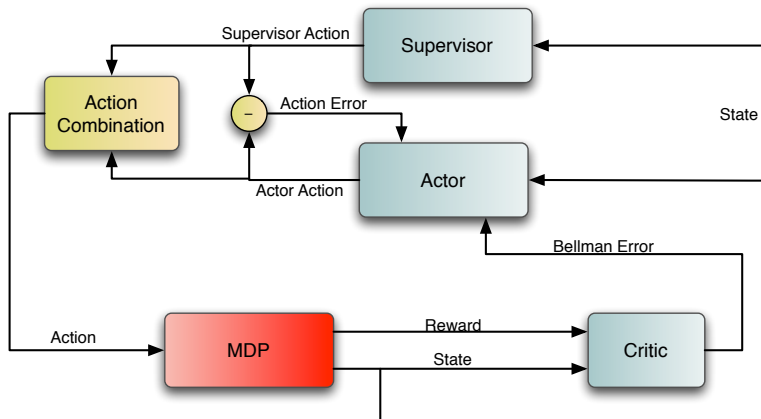 Supervisor Action
Supervisor
Action
Combination
−
Action Error
State
Actor
Actor Action
Bellman Error
Action
MDP
Reward
State
Critic